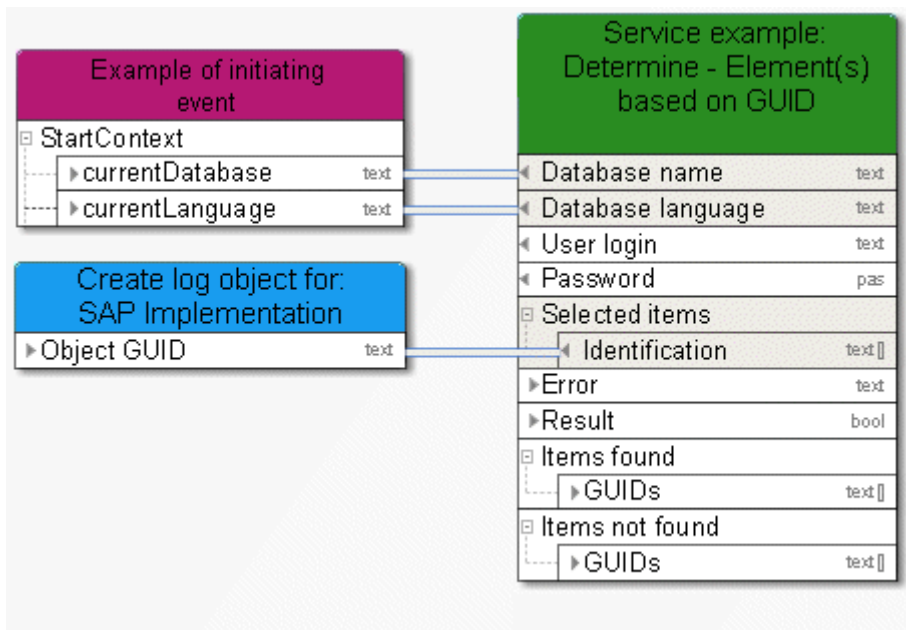 Example of initiating
event
StartContext
currentDatabase text
currentLanguage text
Create log object for:
SAP Implementation
Object GUID text
Service example:
Determine - Element(s)
based on GUID
Database name text
Database language text
User login text
Password pas
Selected items
Identification text[]
Error text
Result bool
Items found
GUIDs text[]
Items not found
GUIDs text[]